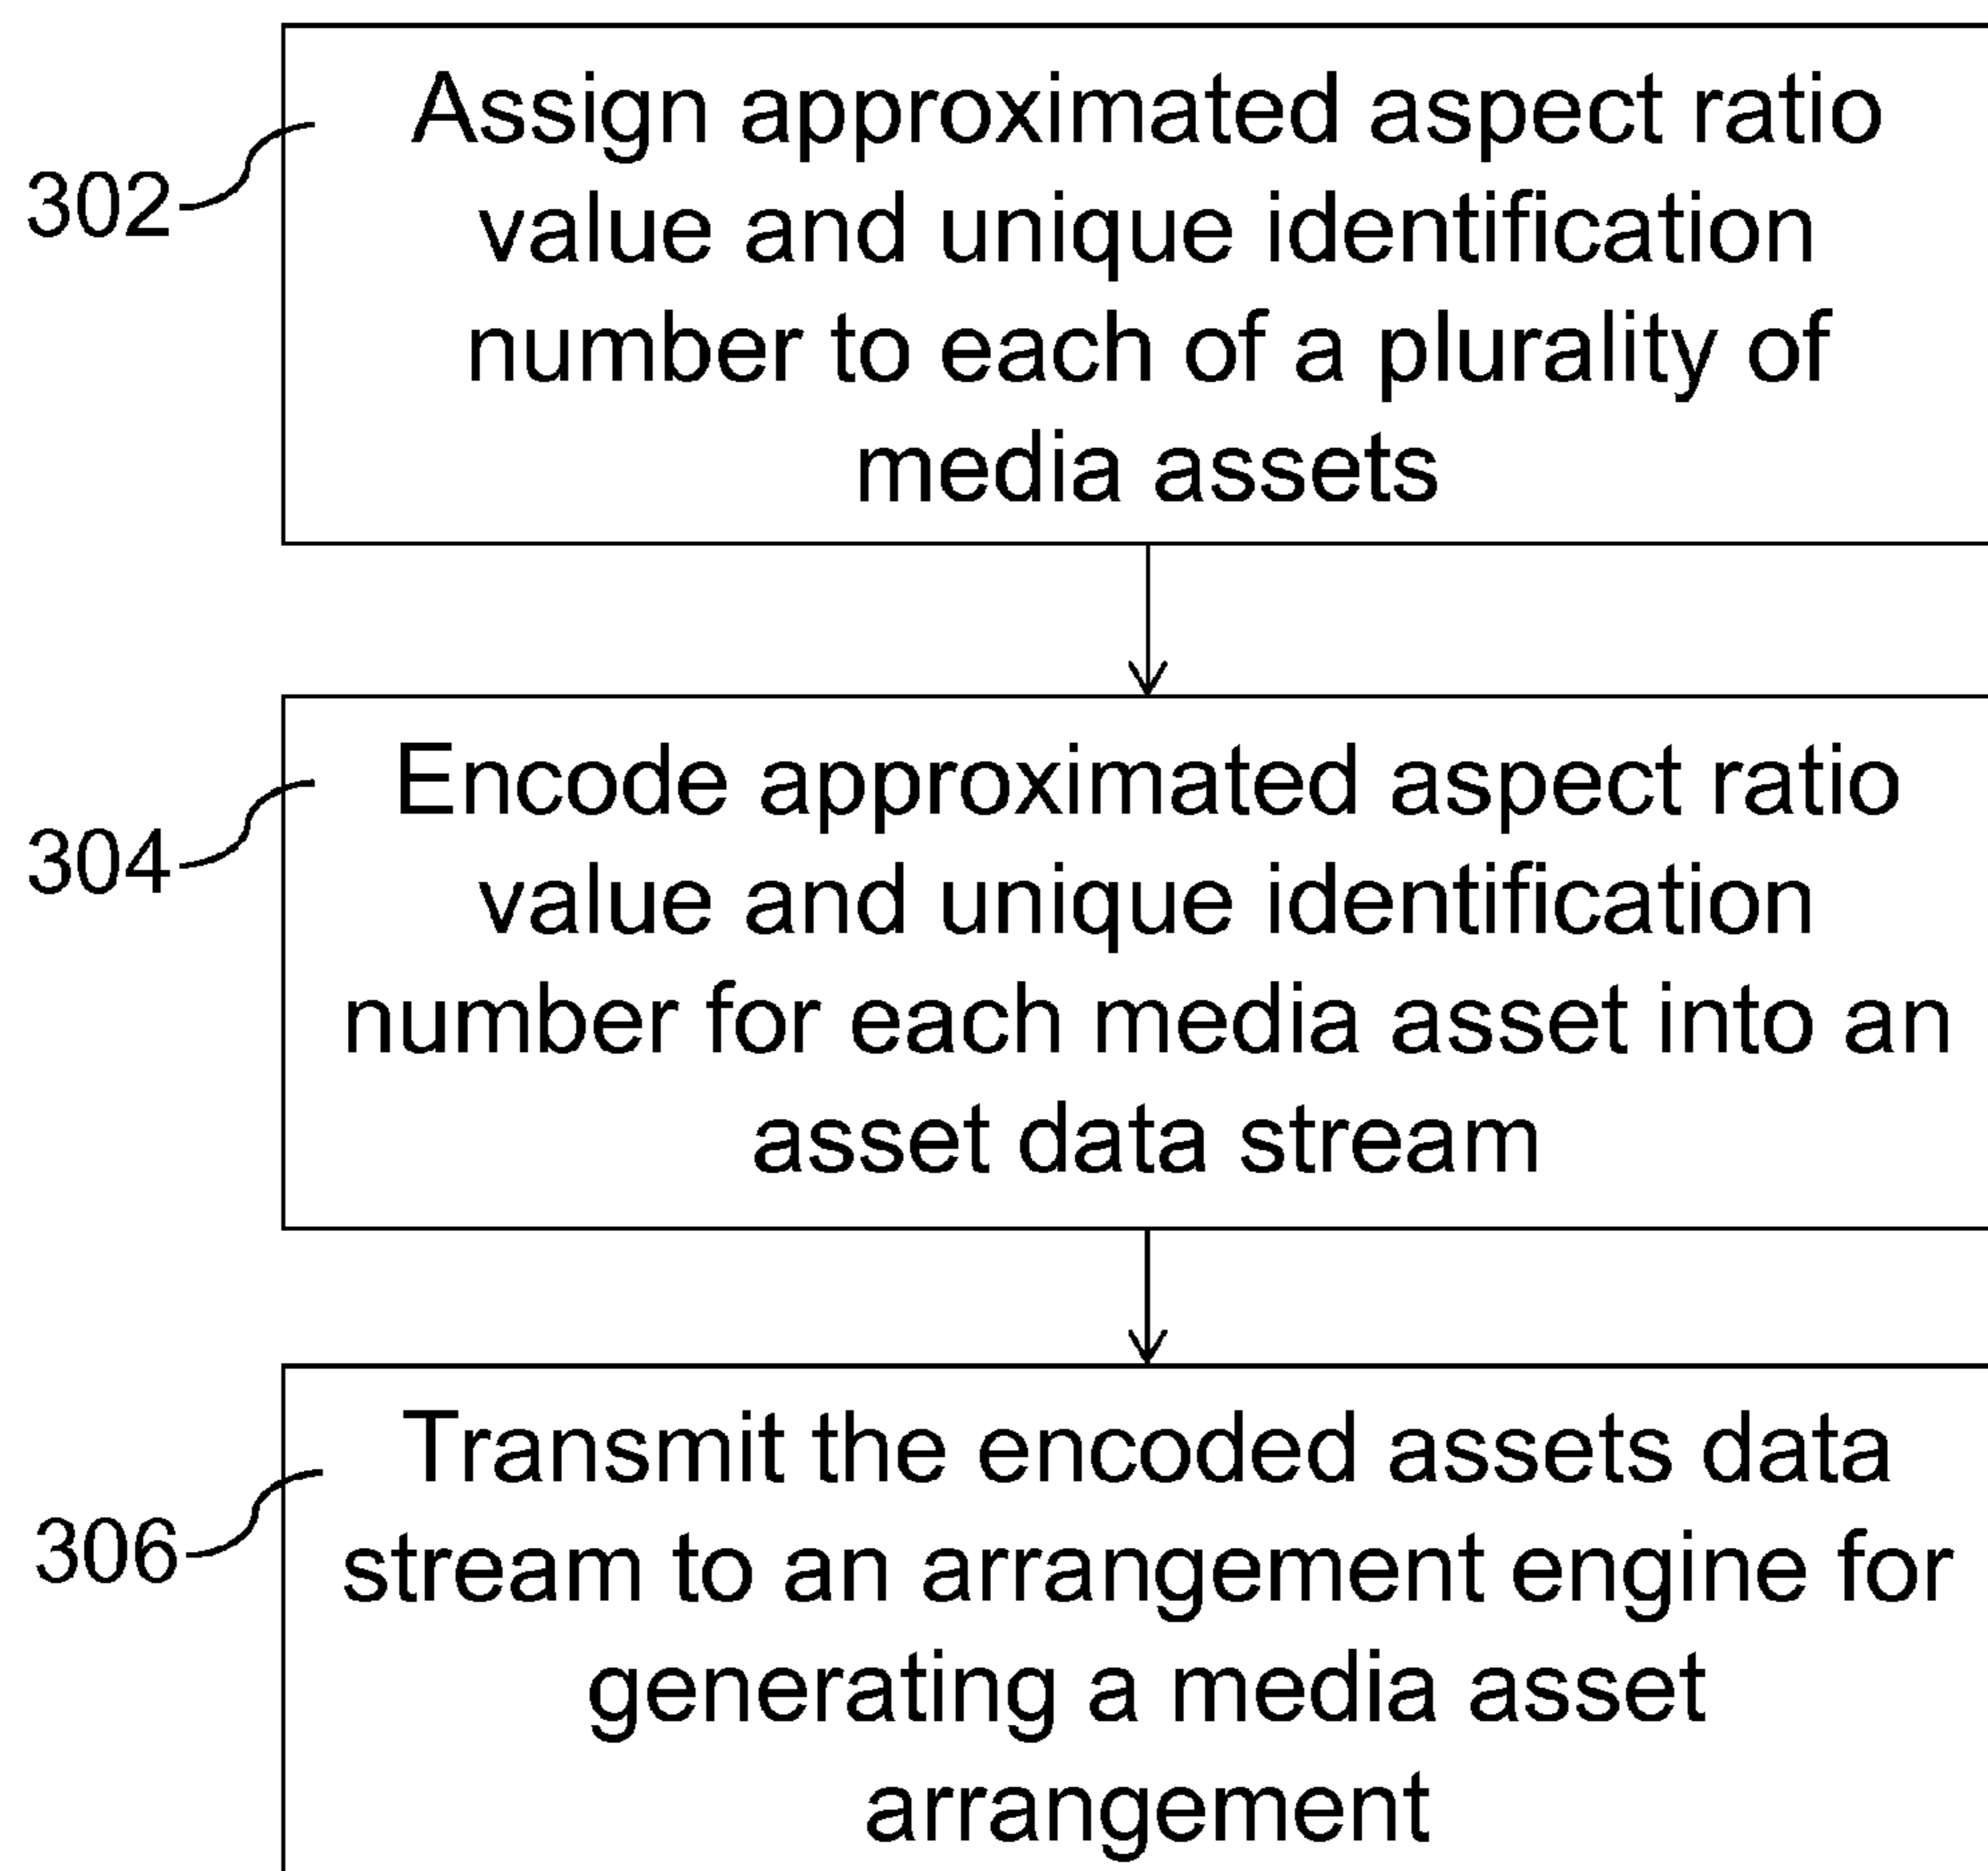 302
Assign approximated aspect ratio
value and unique identification
number to each of a plurality of
media assets
304
Encode approximated aspect ratio
value and unique identification
number for each media asset into an
asset data stream
306
Transmit the encoded assets data
stream to an arrangement engine for
generating a media asset
arrangement